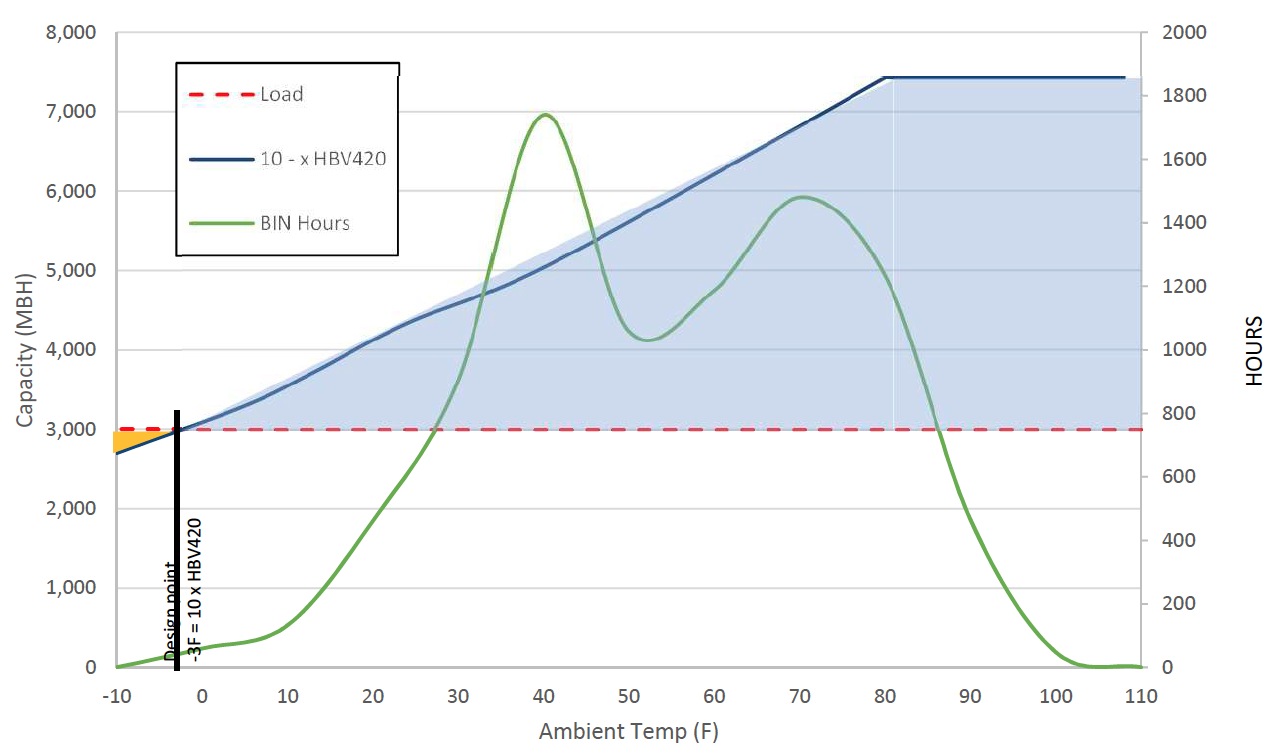 8,000
7,000
6,000
5,000
4,000
3,000
2,000
1,000
0
Capacity (MBH)
Load
10 - x HBV420
BIN Hours
Design point
-3F = 10 x HBV420
2000
1800
1600
1400
1200
1000
800
600
400
200
0
HOURS
-10 0 10 20 30 40 50 60 70 80 90 100 110
Ambient Temp (F)